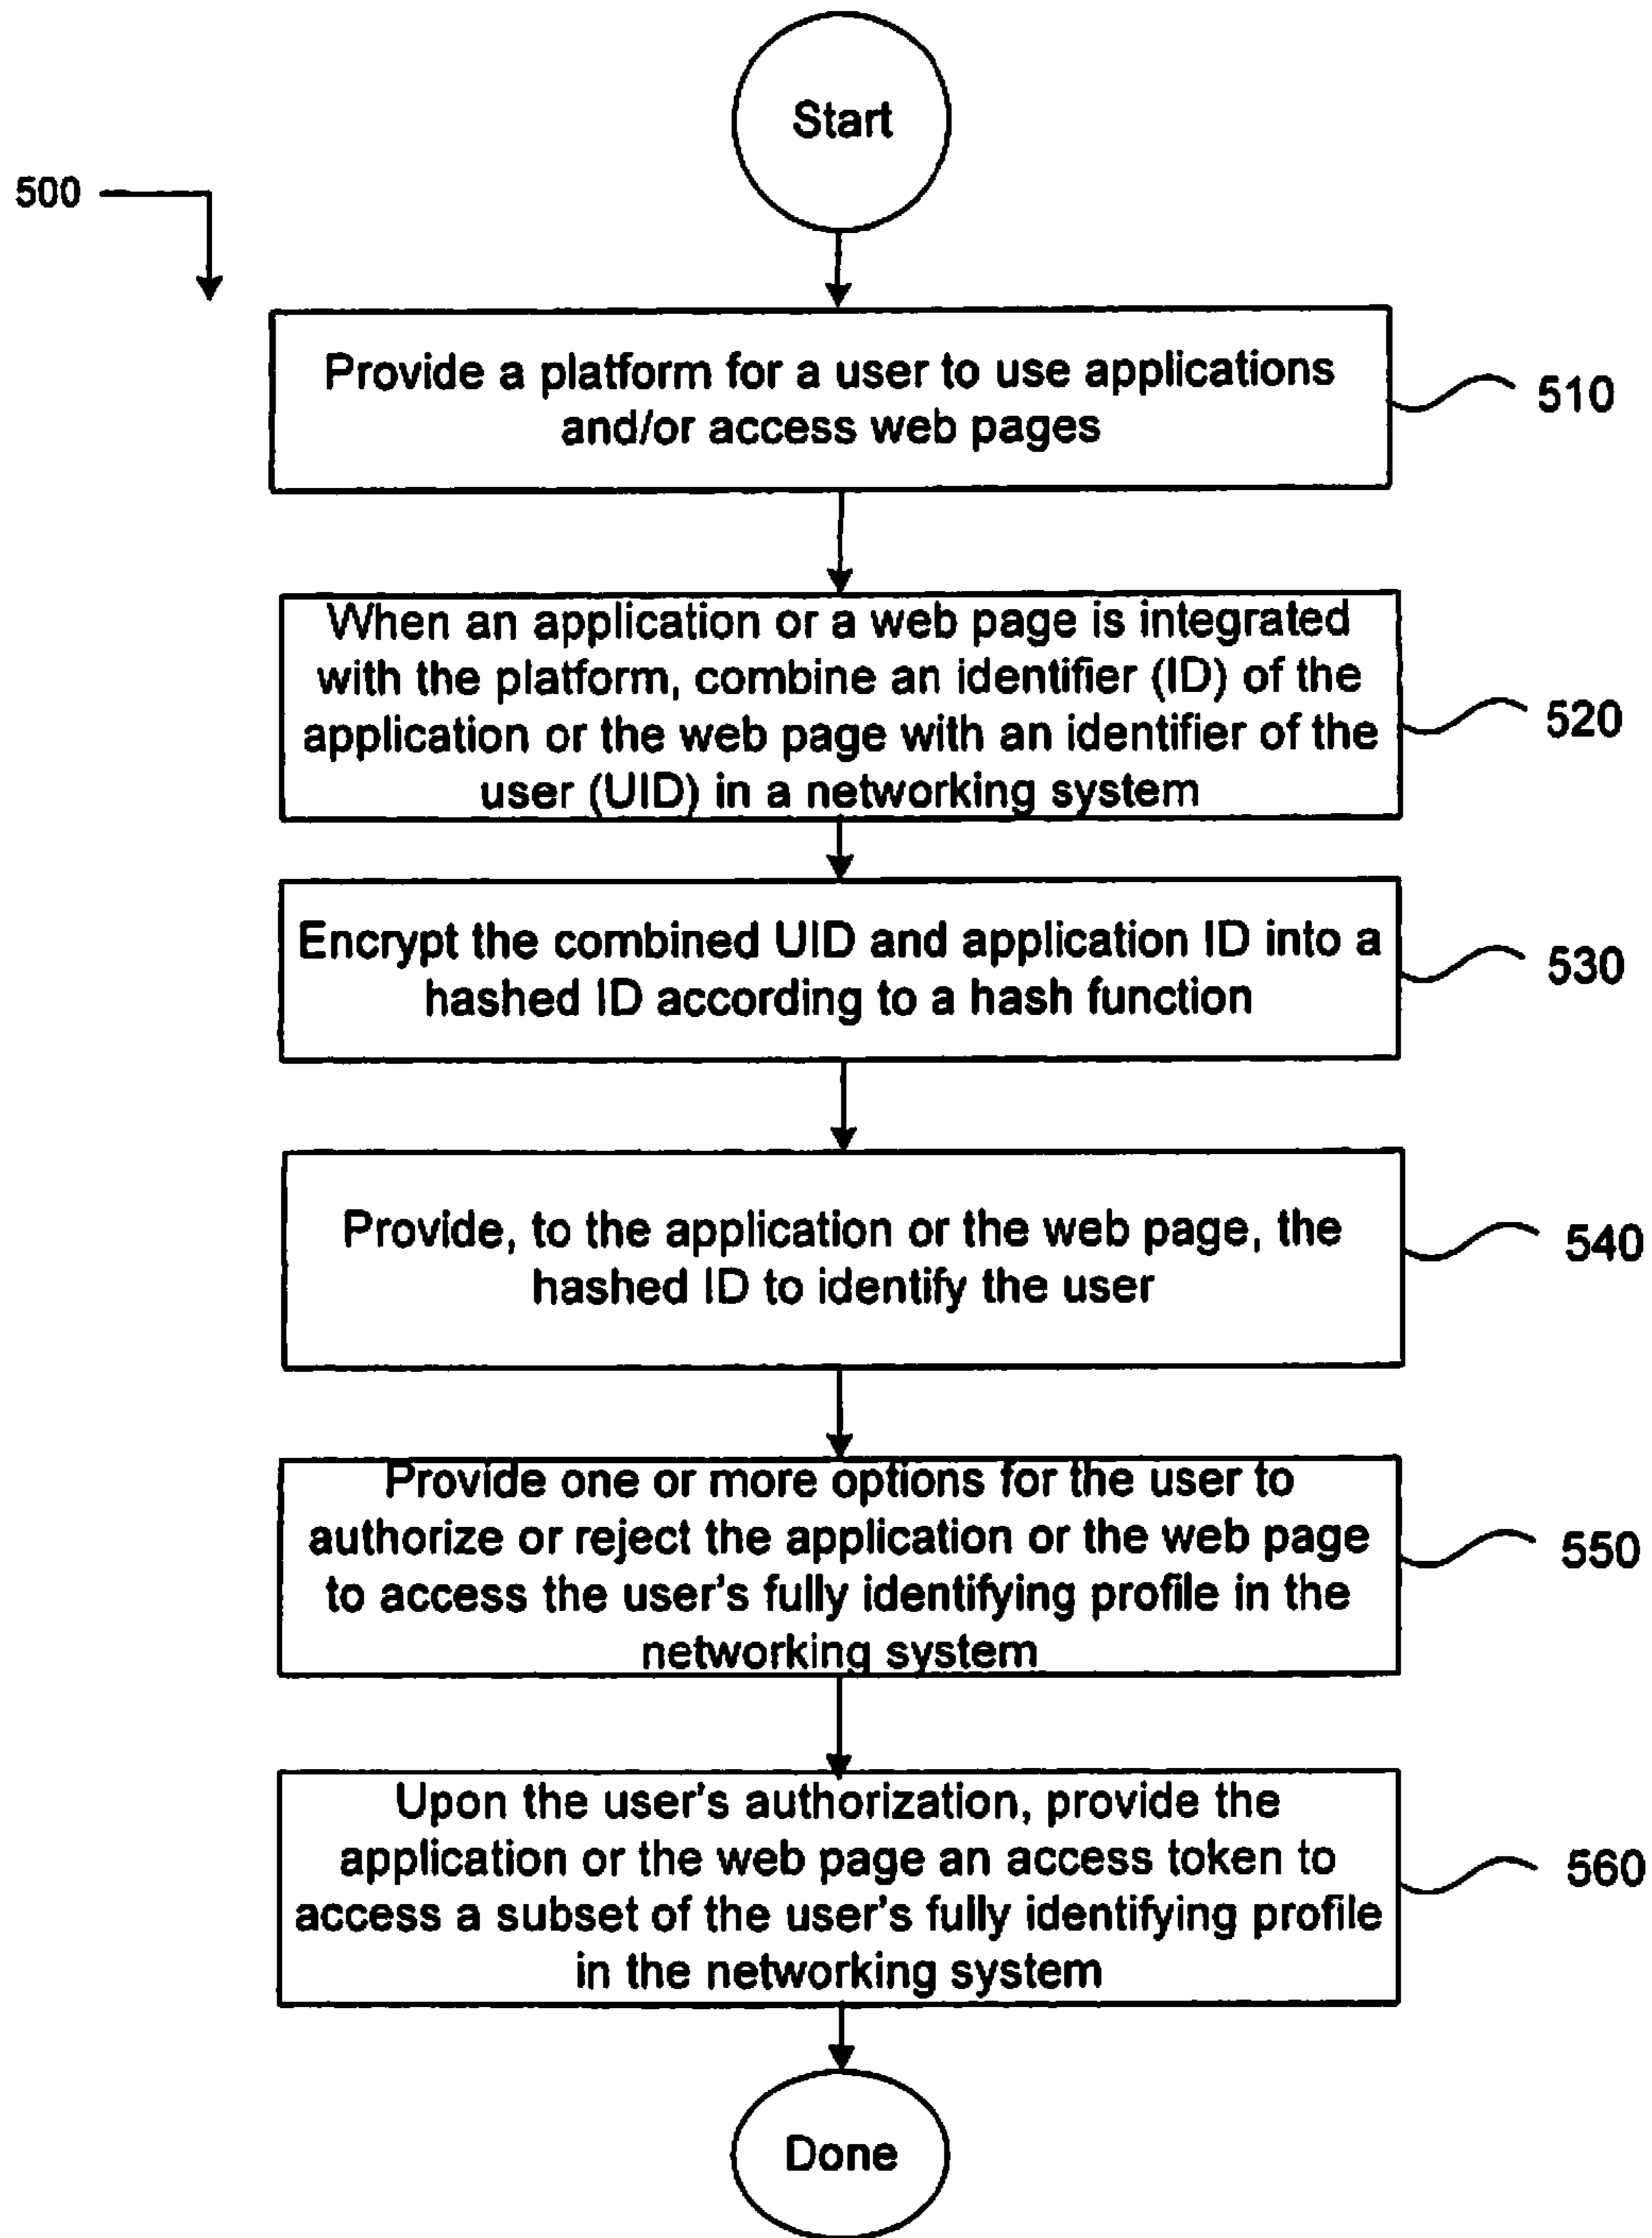 Start
500
Provide a platform for a user to use applications
and/or access web pages
510
When an application or a web page is integrated
with the platform, combine an identifier (ID) of the
application or the web page with an identifier of the
user (UID) in a networking system
520
Encrypt the combined UID and application ID into a
hashed ID according to a hash function
530
Provide, to the application or the web page, the
hashed ID to identify the user
540
Provide one or more options for the user to
authorize or reject the application or the web page
to access the user's fully identifying profile in the
networking system
550
Upon the user's authorization, provide the
application or the web page an access token to
access a subset of the user's fully identifying profile
in the networking system
560
Done